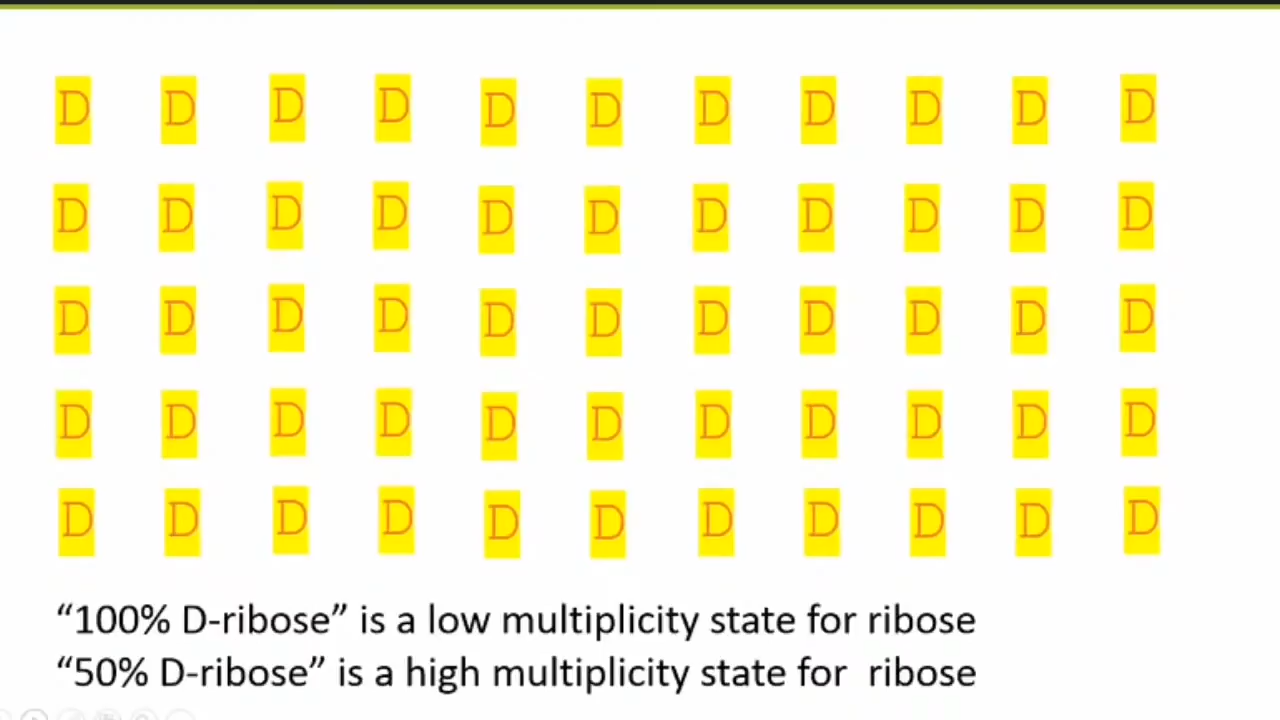 D D D D D D D D D D D
D D D D D D D D D D D
D D D D D D D D D D D
D D D D D D D D D D D
D D D D D D D D D D D
“100% D-ribose” is a low multiplicity state for ribose
“50% D-ribose” is a high multiplicity state for  ribose